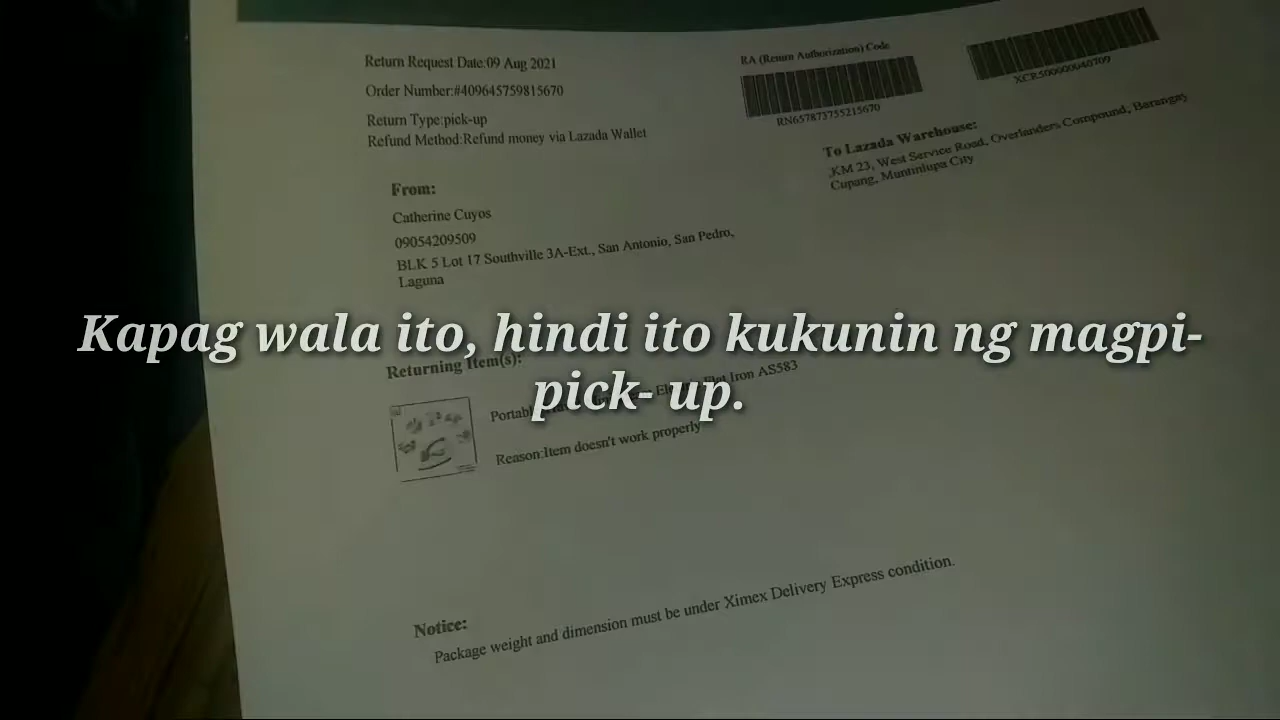 Return Request Date:09 Aug 2021
Order Number:#409645759815670
Return Type:pick-up
Refund Method:Refund money via Lazada Wallet
RA (Return Authorization) Code
RN657873755215670
XCR500600040709
To Lazada Warehouse:
,KM 23, West Service Road, Overlanders Compound, Barangay
Cupang, Muntinlupa City
From:
Catherine Cuyos
09054209509
BLK 5 Lot 17 Southville 3A-Ext., San Antonio, San Pedro,
Laguna
Kapag wala ito, hindi ito kukunin ng magpi-
pick- up.
Returning Item(s):
Iron AS583
Reason:Item doesn't work properly
Notice:
Package weight and dimension must be under Ximex Delivery Express condition.